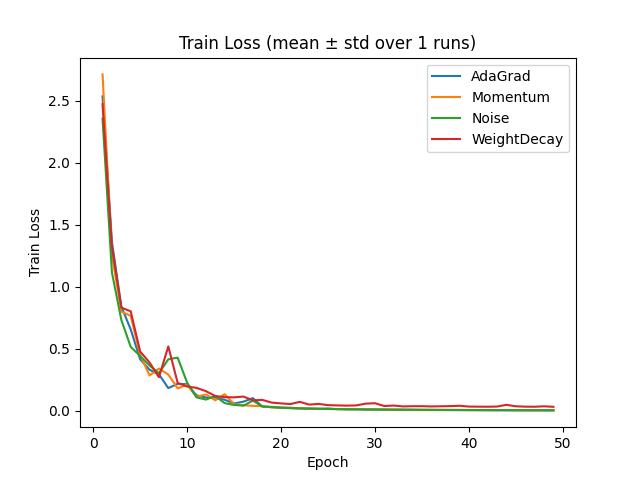 Train Loss (mean ± std over 1 runs)
AdaGrad
Momentum
Noise
WeightDecay
Train Loss
2.5
2.0
1.5
1.0
0.5
0.0
0 10 20 30 40 50
Epoch